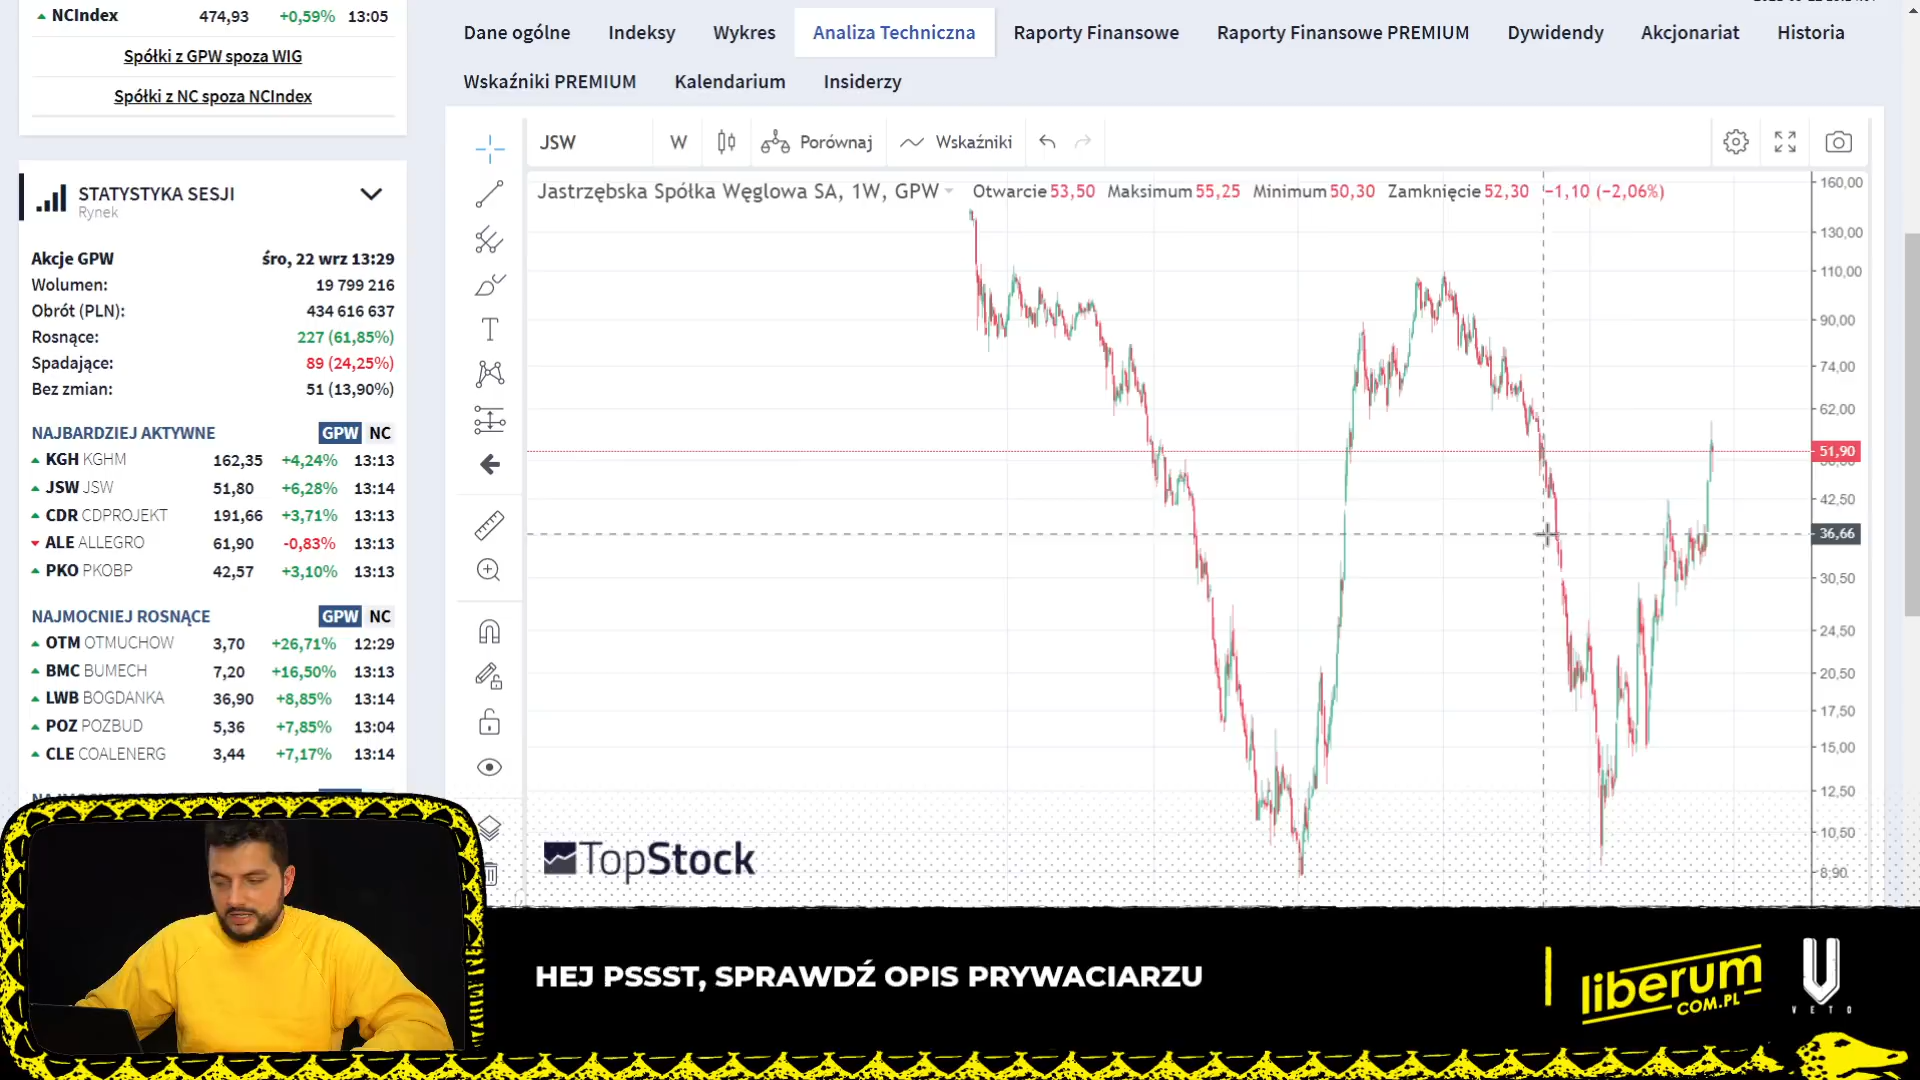 NCIndex 474,93 +0,59% 13:05
Spółki z GPW spoza WIG
Spółki z NC spoza NCIndex
STATYSTYKA SESJI
Rynek
Akcje GPW śro, 22 wrz 13:29
Wolumen: 19 799 216
Obrót (PLN): 434 616 637
Rosnące: 227 (61,85%)
Spadające: 89 (24,25%)
Bez zmian: 51 (13,90%)
NAJBARDZIEJ AKTYWNE GPW NC
KGH KGHM 162,35 +4,24% 13:13
JSW JSW 51,80 +6,28% 13:14
CDR CDPROJEKT 191,66 +3,71% 13:13
ALE ALLEGRO 61,90 -0,83% 13:13
PKO PKOBP 42,57 +3,10% 13:13
NAJMOCNIEJ ROSNĄCE GPW NC
OTM OTMUCHOW 3,70 +26,71% 12:29
BMC BUMECH 7,20 +16,50% 13:13
LWB BOGDANKA 36,90 +8,85% 13:14
POZ POZBUD 5,36 +7,85% 13:04
CLE COALENERG 3,44 +7,17% 13:14
Dane ogólne Indeksy Wykres Analiza Techniczna Raporty Finansowe Raporty Finansowe PREMIUM Dywidendy Akcjonariat Historia
Wskaźniki PREMIUM Kalendarium Insiderzy
JSW W Porównaj Wskaźniki
Jastrzębska Spółka Węglowa SA, 1W, GPW Otwarcie 53,50 Maksimum 55,25 Minimum 50,30 Zamknięcie 52,30 −1,10 (−2,06%)
160,00
130,00
110,00
90,00
74,00
62,00
51,90
42,50
36,66
30,50
24,50
20,50
17,50
15,00
12,50
10,50
8,90
TopStock
HEJ PSSST, SPRAWDŹ OPIS PRYWACIARZU
liberum
COM.PL
VETO